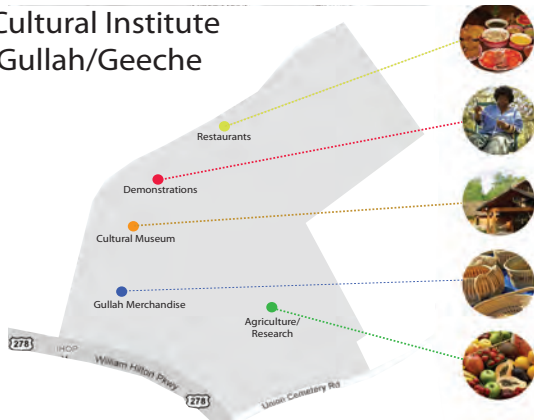 Cultural Institute
Gullah/Geeche
Restaurants
Demonstrations
Cultural Museum
Gullah Merchandise
Agriculture/
Research
278
IHOP
William Hilton Pkwy
278
Union Cemetery Rd